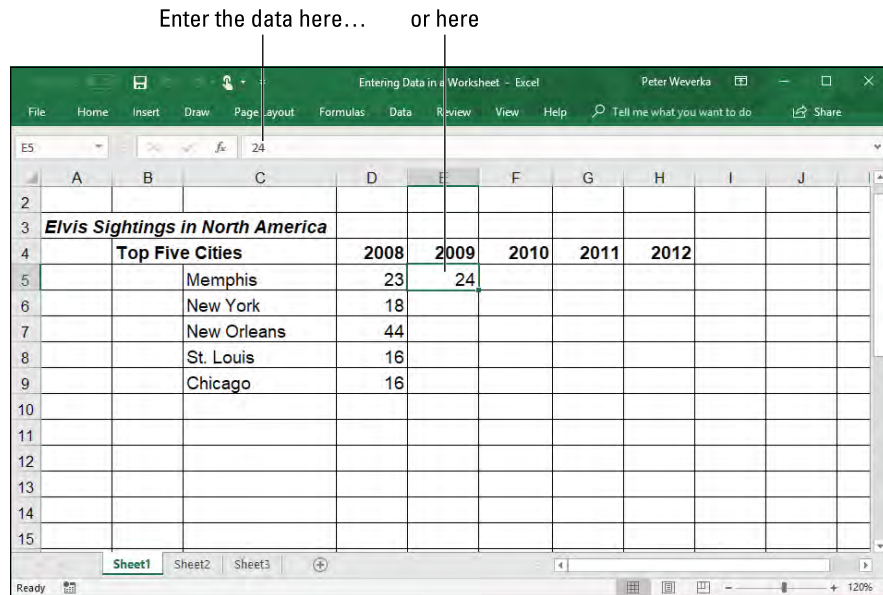 Enter the data here… or here
Entering Data in a Worksheet - Excel Peter Weverka
File Home Insert Draw Page Layout Formulas Data Review View Help Tell me what you want to do Share
E5 fx 24
A B C D E F G H I J
2
3 Elvis Sightings in North America
4 Top Five Cities 2008 2009 2010 2011 2012
5 Memphis 23 24
6 New York 18
7 New Orleans 44
8 St. Louis 16
9 Chicago 16
10
11
12
13
14
15
Sheet1 Sheet2 Sheet3
Ready 120%